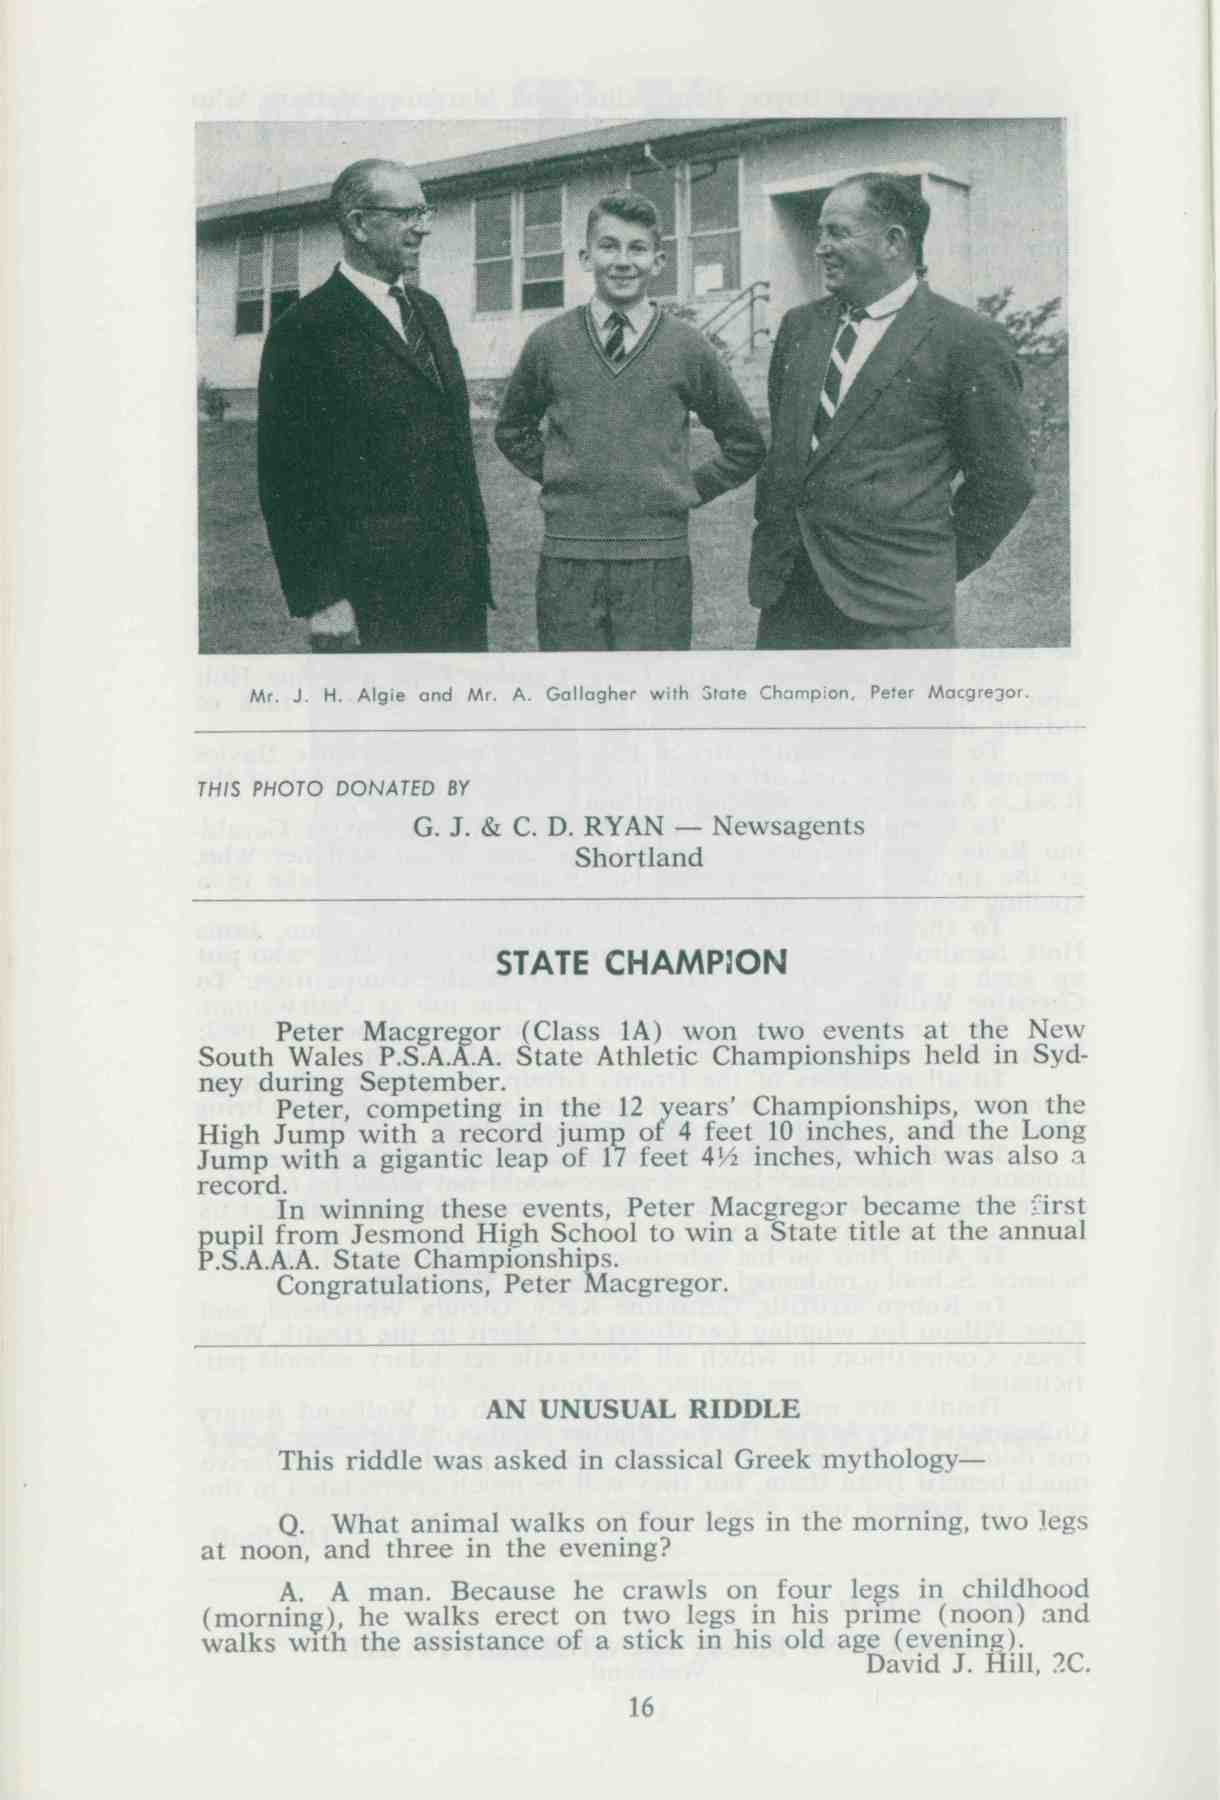 Mr. J. H. Algie and Mr. A. Gallagher with State Champion, Peter Macgregor.
THIS PHOTO DONATED BY
G. J. & C. D. RYAN — Newsagents
Shortland
STATE CHAMPION
Peter Macgregor (Class 1A) won two events at the New
South Wales P.S.A.A.A. State Athletic Championships held in Syd-
ney during September.
Peter, competing in the 12 years' Championships, won the
High Jump with a record jump of 4 feet 10 inches, and the Long
Jump with a gigantic leap of 17 feet 4½ inches, which was also a
record.
In winning these events, Peter Macgregor became the first
pupil from Jesmond High School to win a State title at the annual
P.S.A.A.A. State Championships.
Congratulations, Peter Macgregor.
AN UNUSUAL RIDDLE
This riddle was asked in classical Greek mythology—
Q. What animal walks on four legs in the morning, two legs
at noon, and three in the evening?
A. A man. Because he crawls on four legs in childhood
(morning), he walks erect on two legs in his prime (noon) and
walks with the assistance of a stick in his old age (evening).
David J. Hill, 2C.
16